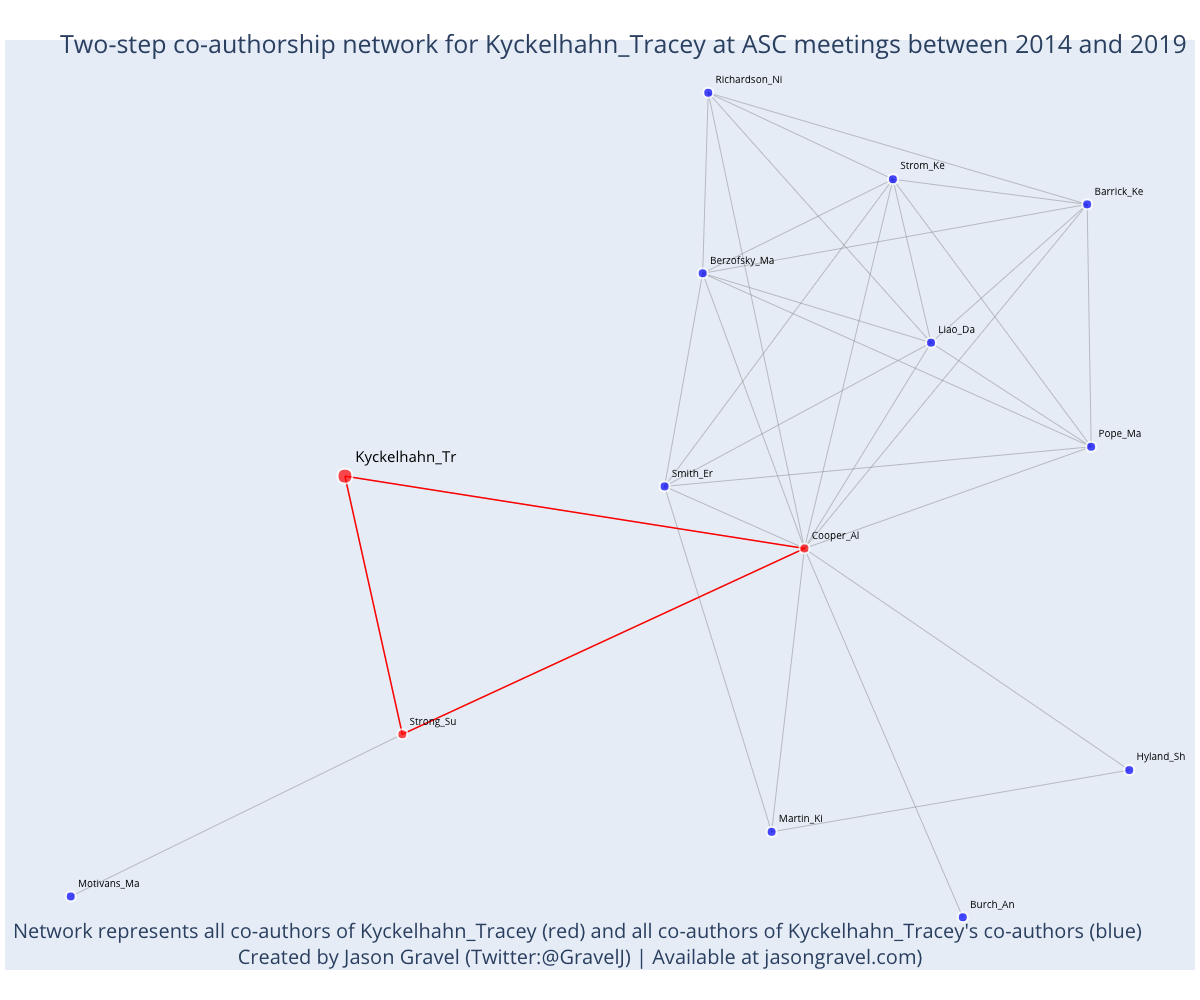 Two-step co-authorship network for Kyckelhahn_Tracey at ASC meetings between 2014 and 2019
Richardson_Ni
Strom_Ke
Barrick_Ke
Berzofsky_Ma
Liao_Da
Pope_Ma
Kyckelhahn_Tr
Smith_Er
Cooper_Al
Strong_Su
Hyland_Sh
Martin_Ki
Motivans_Ma
Burch_An
Network represents all co-authors of Kyckelhahn_Tracey (red) and all co-authors of Kyckelhahn_Tracey's co-authors (blue)
Created by Jason Gravel (Twitter:@GravelJ) | Available at jasongravel.com)